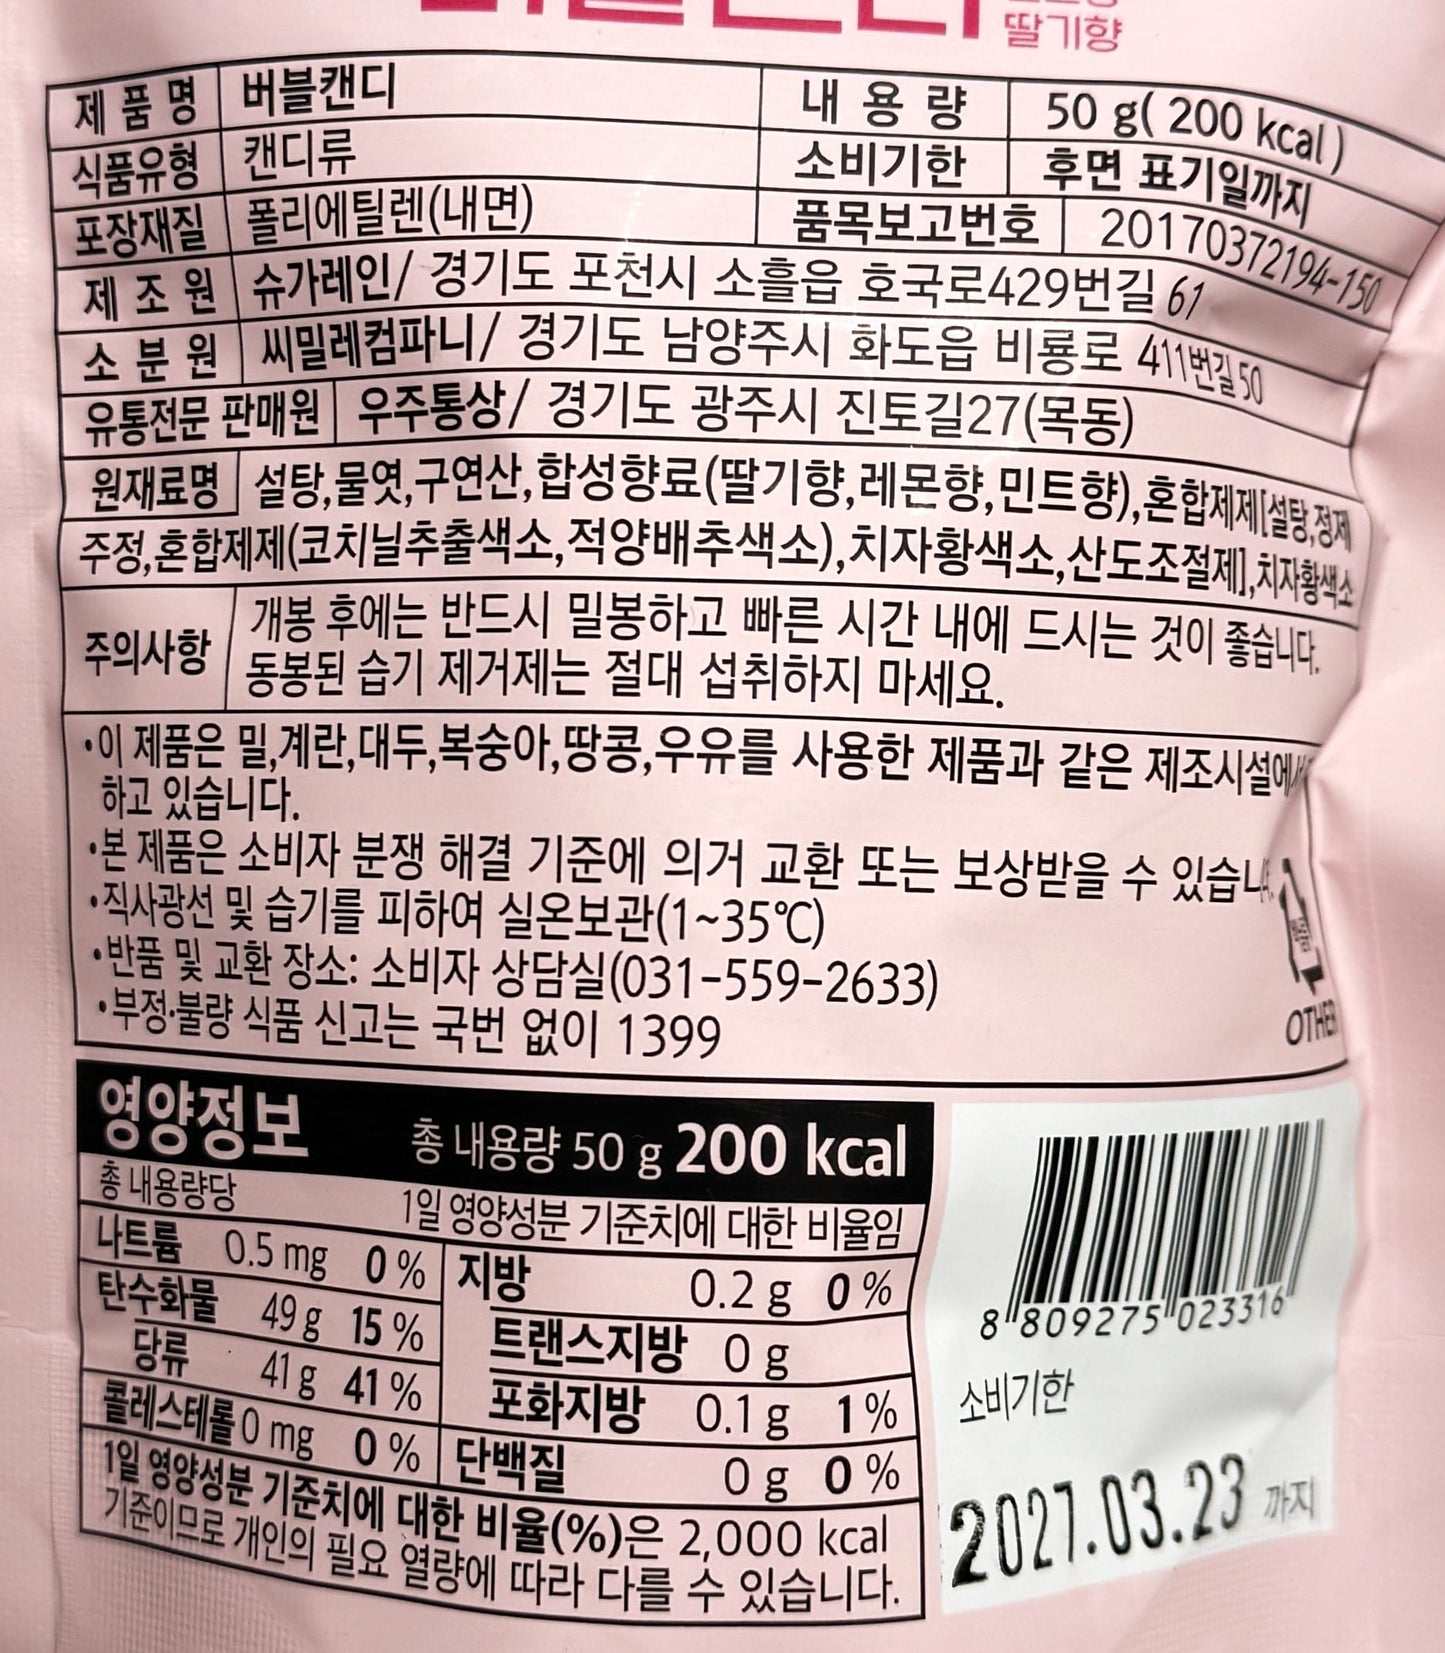 딸기향
제 품 명 버블캔디 내 용 량 50 g( 200 kcal )
식품유형 캔디류 소비기한 후면 표기일까지
포장재질 폴리에틸렌(내면) 품목보고번호 20170372194-150
제 조 원 슈가레인/ 경기도 포천시 소흘읍 호국로429번길 61
소 분 원 씨밀레컴파니/ 경기도 남양주시 화도읍 비룡로 411번길 50
유통전문 판매원 우주통상/ 경기도 광주시 진토길27(목동)
원재료명 설탕,물엿,구연산,합성향료(딸기향,레몬향,민트향),혼합제제[설탕,정제
주정,혼합제제(코치닐추출색소,적양배추색소),치자황색소,산도조절제],치자황색소
주의사항 개봉 후에는 반드시 밀봉하고 빠른 시간 내에 드시는 것이 좋습니다.
동봉된 습기 제거제는 절대 섭취하지 마세요.
•이 제품은 밀,계란,대두,복숭아,땅콩,우유를 사용한 제품과 같은 제조시설에서
하고 있습니다.
•본 제품은 소비자 분쟁 해결 기준에 의거 교환 또는 보상받을 수 있습니다.
•직사광선 및 습기를 피하여 실온보관(1~35℃)
•반품 및 교환 장소: 소비자 상담실(031-559-2633)
•부정·불량 식품 신고는 국번 없이 1399
OTHER
영양정보 총 내용량 50 g 200 kcal
총 내용량당 1일 영양성분 기준치에 대한 비율임
나트륨 0.5 mg 0 % 지방 0.2 g 0 %
탄수화물 49 g 15 % 트랜스지방 0 g
당류 41 g 41 % 포화지방 0.1 g 1 %
콜레스테롤 0 mg 0 % 단백질 0 g 0 %
1일 영양성분 기준치에 대한 비율(%)은 2,000 kcal
기준이므로 개인의 필요 열량에 따라 다를 수 있습니다.
8 809275 023316
소비기한
2027.03.23 까지